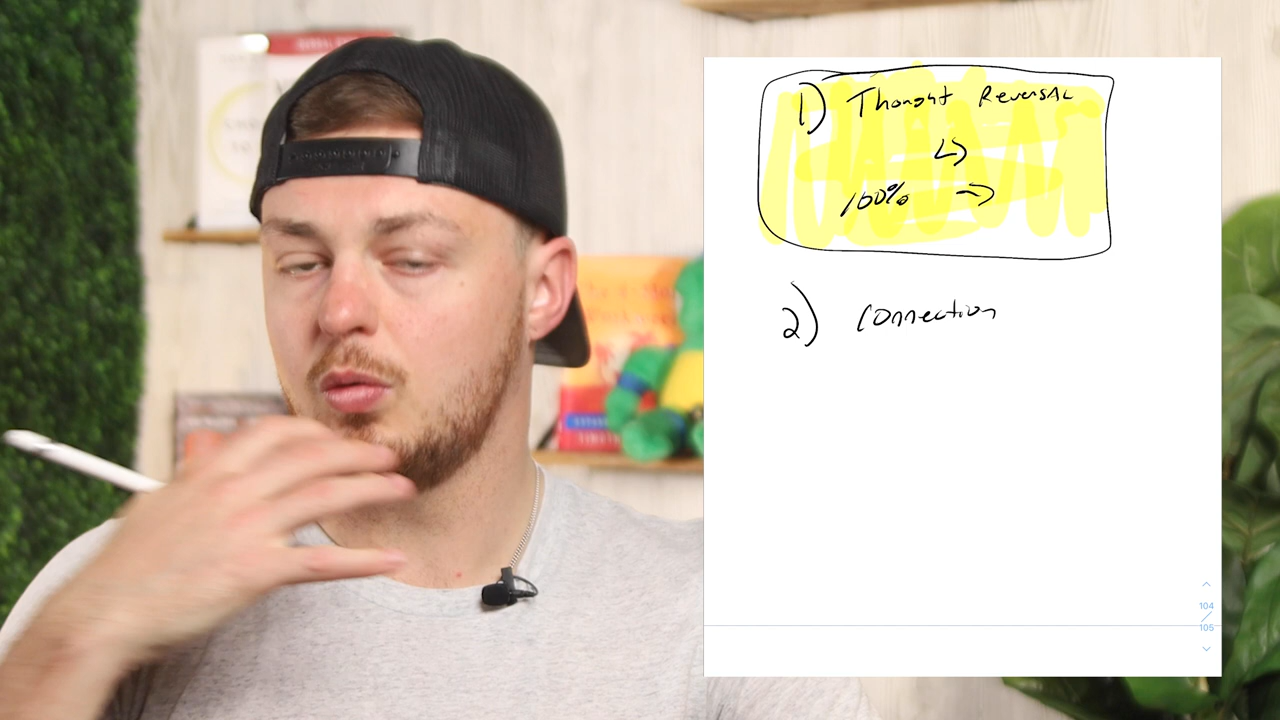 1) Thought Reversal
↳
100% →
2) Connection
104
/
105